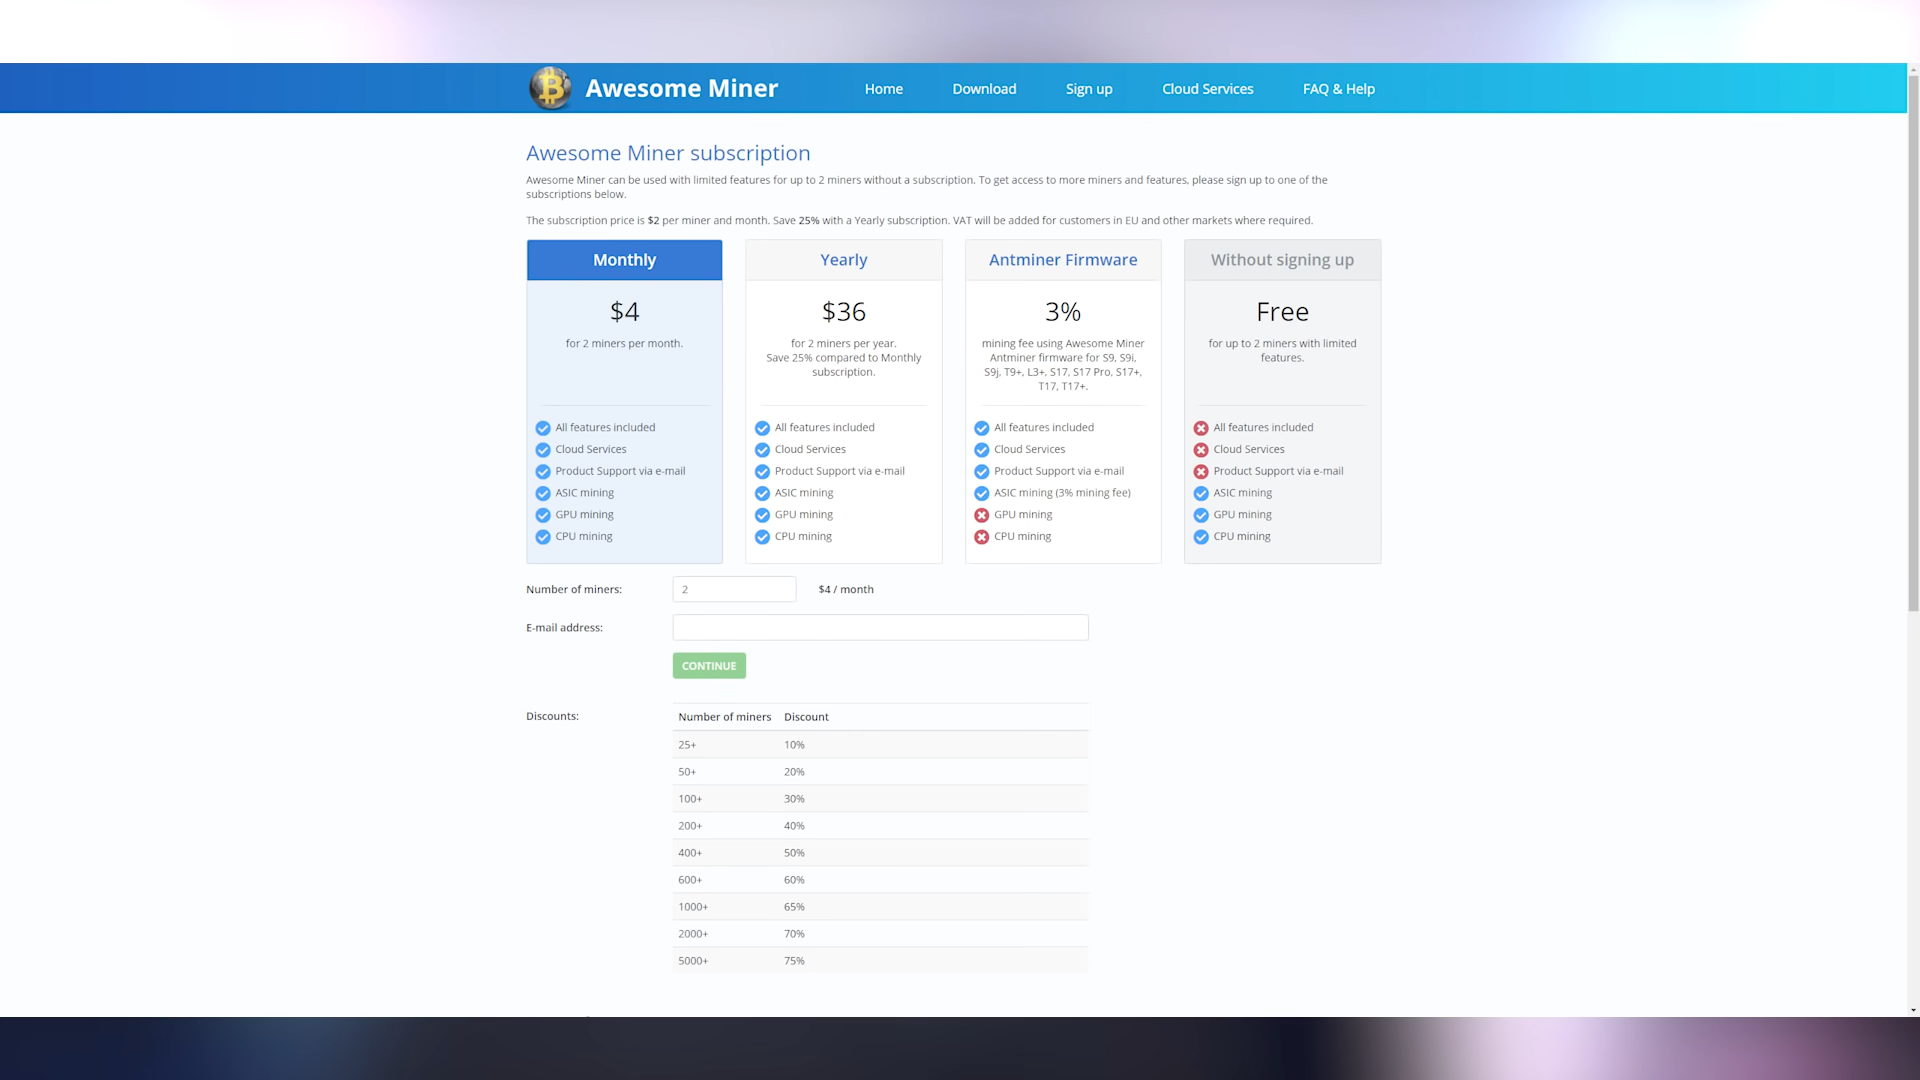 Awesome Miner
Home
Download
Sign up
Cloud Services
FAQ & Help
Awesome Miner subscription
Awesome Miner can be used with limited features for up to 2 miners without a subscription. To get access to more miners and features, please sign up to one of the
subscriptions below.
The subscription price is $2 per miner and month. Save 25% with a Yearly subscription. VAT will be added for customers in EU and other markets where required.
Monthly
$4
for 2 miners per month.
All features included
Cloud Services
Product Support via e-mail
ASIC mining
GPU mining
CPU mining
Yearly
$36
for 2 miners per year.
Save 25% compared to Monthly
subscription.
All features included
Cloud Services
Product Support via e-mail
ASIC mining
GPU mining
CPU mining
Antminer Firmware
3%
mining fee using Awesome Miner
Antminer firmware for S9, S9i,
S9j, T9+, L3+, S17, S17 Pro, S17+,
T17, T17+.
All features included
Cloud Services
Product Support via e-mail
ASIC mining (3% mining fee)
GPU mining
CPU mining
Without signing up
Free
for up to 2 miners with limited
features.
All features included
Cloud Services
Product Support via e-mail
ASIC mining
GPU mining
CPU mining
Number of miners: 2 $4 / month
E-mail address:
CONTINUE
Discounts:
Number of miners Discount
25+ 10%
50+ 20%
100+ 30%
200+ 40%
400+ 50%
600+ 60%
1000+ 65%
2000+ 70%
5000+ 75%